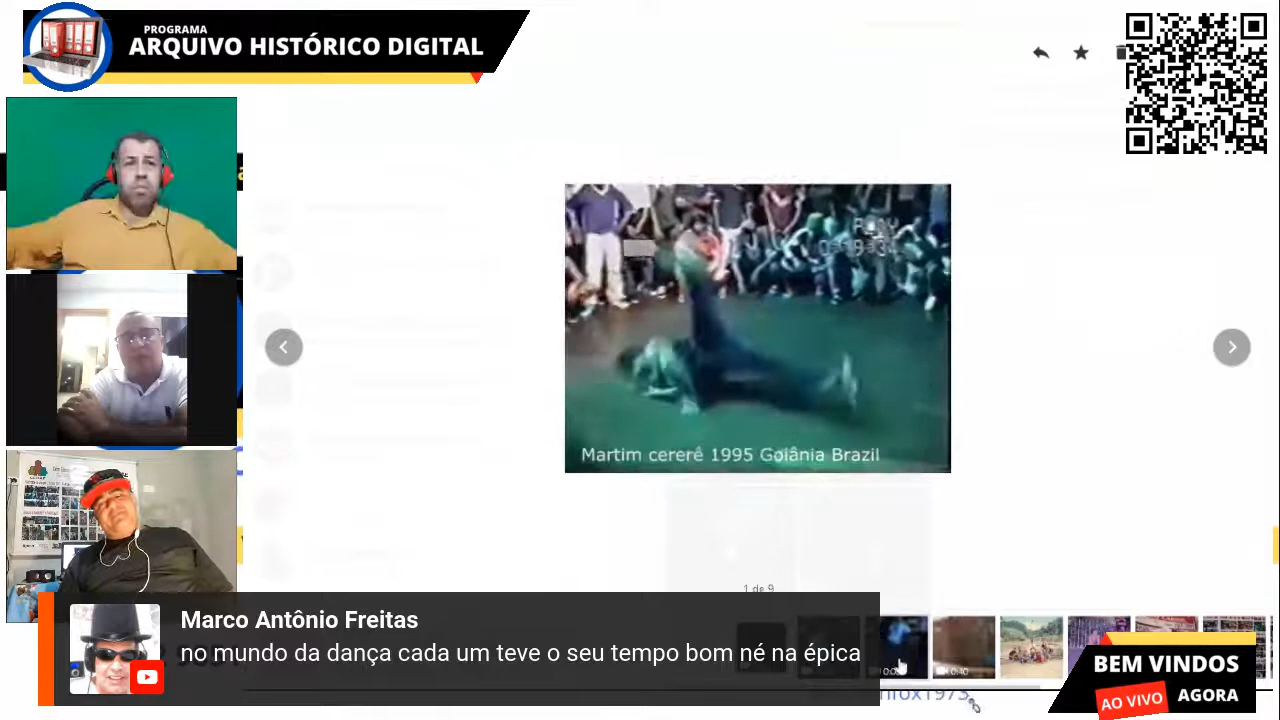 PROGRAMA
ARQUIVO HISTÓRICO DIGITAL
Martim cererê 1995 Goiânia Brazil
1 de 9
Marco Antônio Freitas
no mundo da dança cada um teve o seu tempo bom né na épica
BEM VINDOS
AO VIVO AGORA